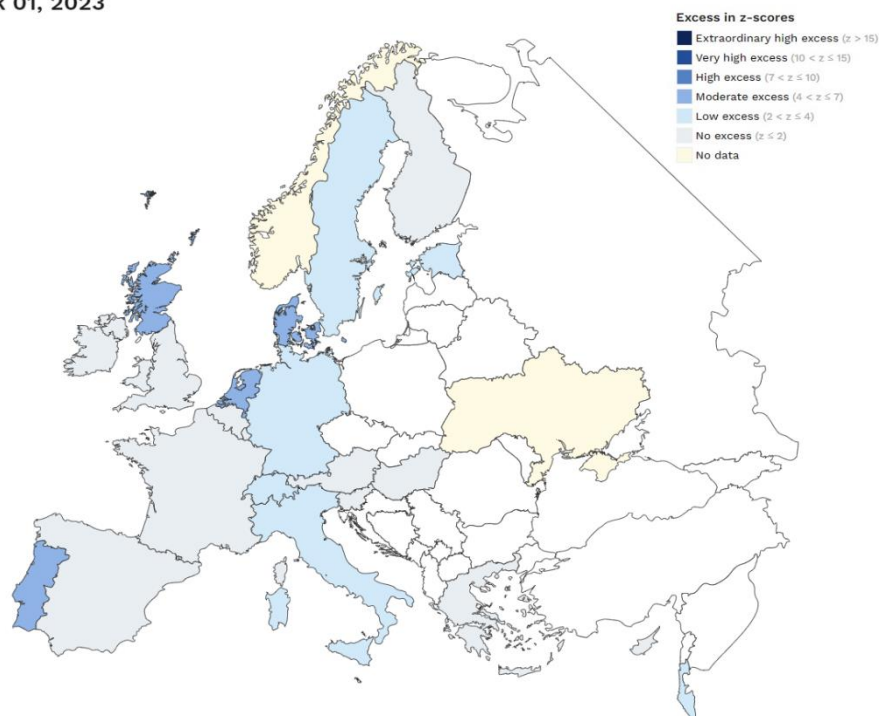 01, 2023
Excess in z-scores
Extraordinary high excess (z > 15)
Very high excess (10 < z ≤ 15)
High excess (7 < z ≤ 10)
Moderate excess (4 < z ≤ 7)
Low excess (2 < z ≤ 4)
No excess (z ≤ 2)
No data